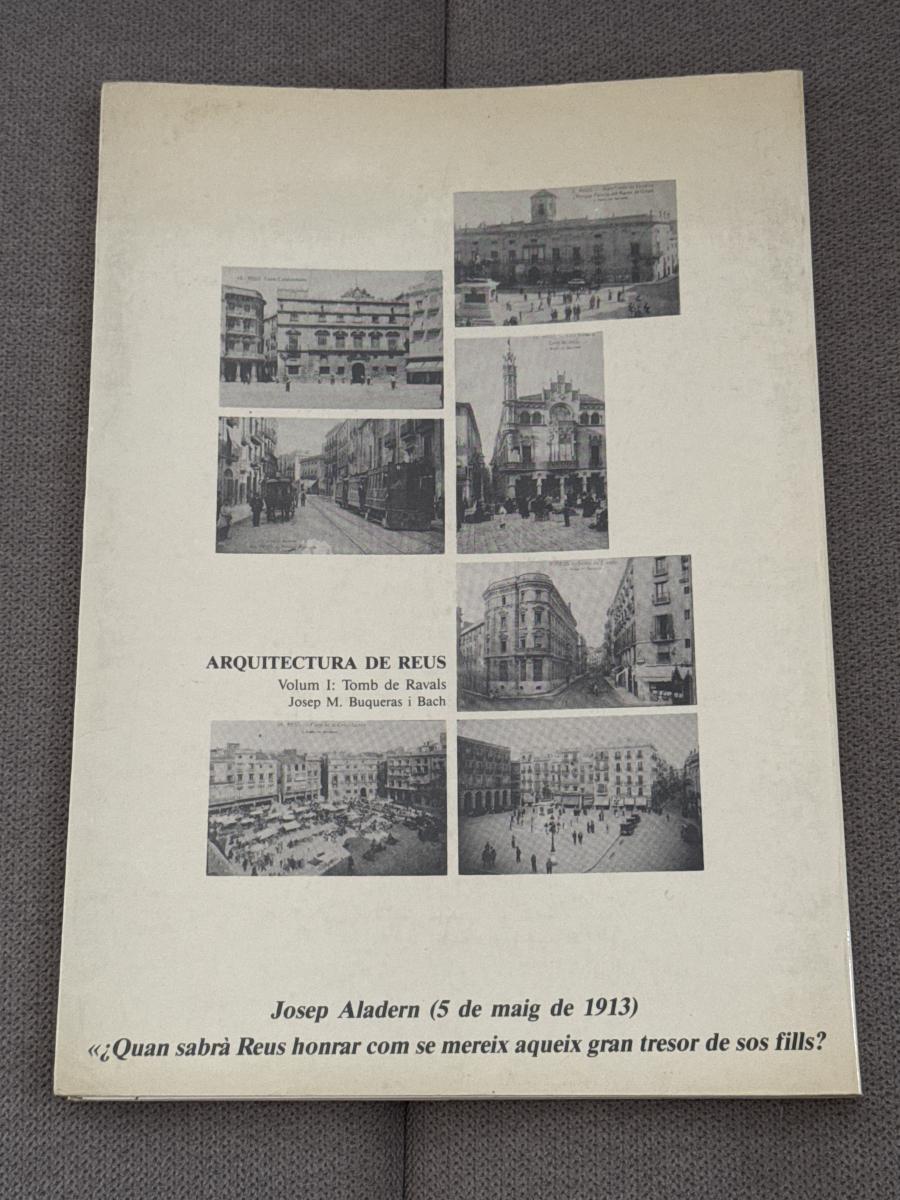 ARQUITECTURA DE REUS
Volum I: Tomb de Ravals
Josep M. Buqueras i Bach
Josep Aladern (5 de maig de 1913)
«¿Quan sabrà Reus honrar com se mereix aqueix gran tresor de sos fills?